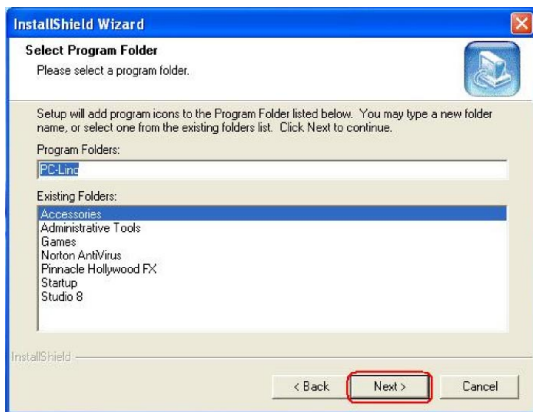 InstallShield Wizard
Select Program Folder
Please select a program folder.
Setup will add program icons to the Program Folder listed below. You may type a new folder
name, or select one from the existing folders list. Click Next to continue.
Program Folders:
PC-Linq
Existing Folders:
Accessories
Administrative Tools
Games
Norton AntiVirus
Pinnacle Hollywood FX
Startup
Studio 8
InstallShield
< Back
Next >
Cancel